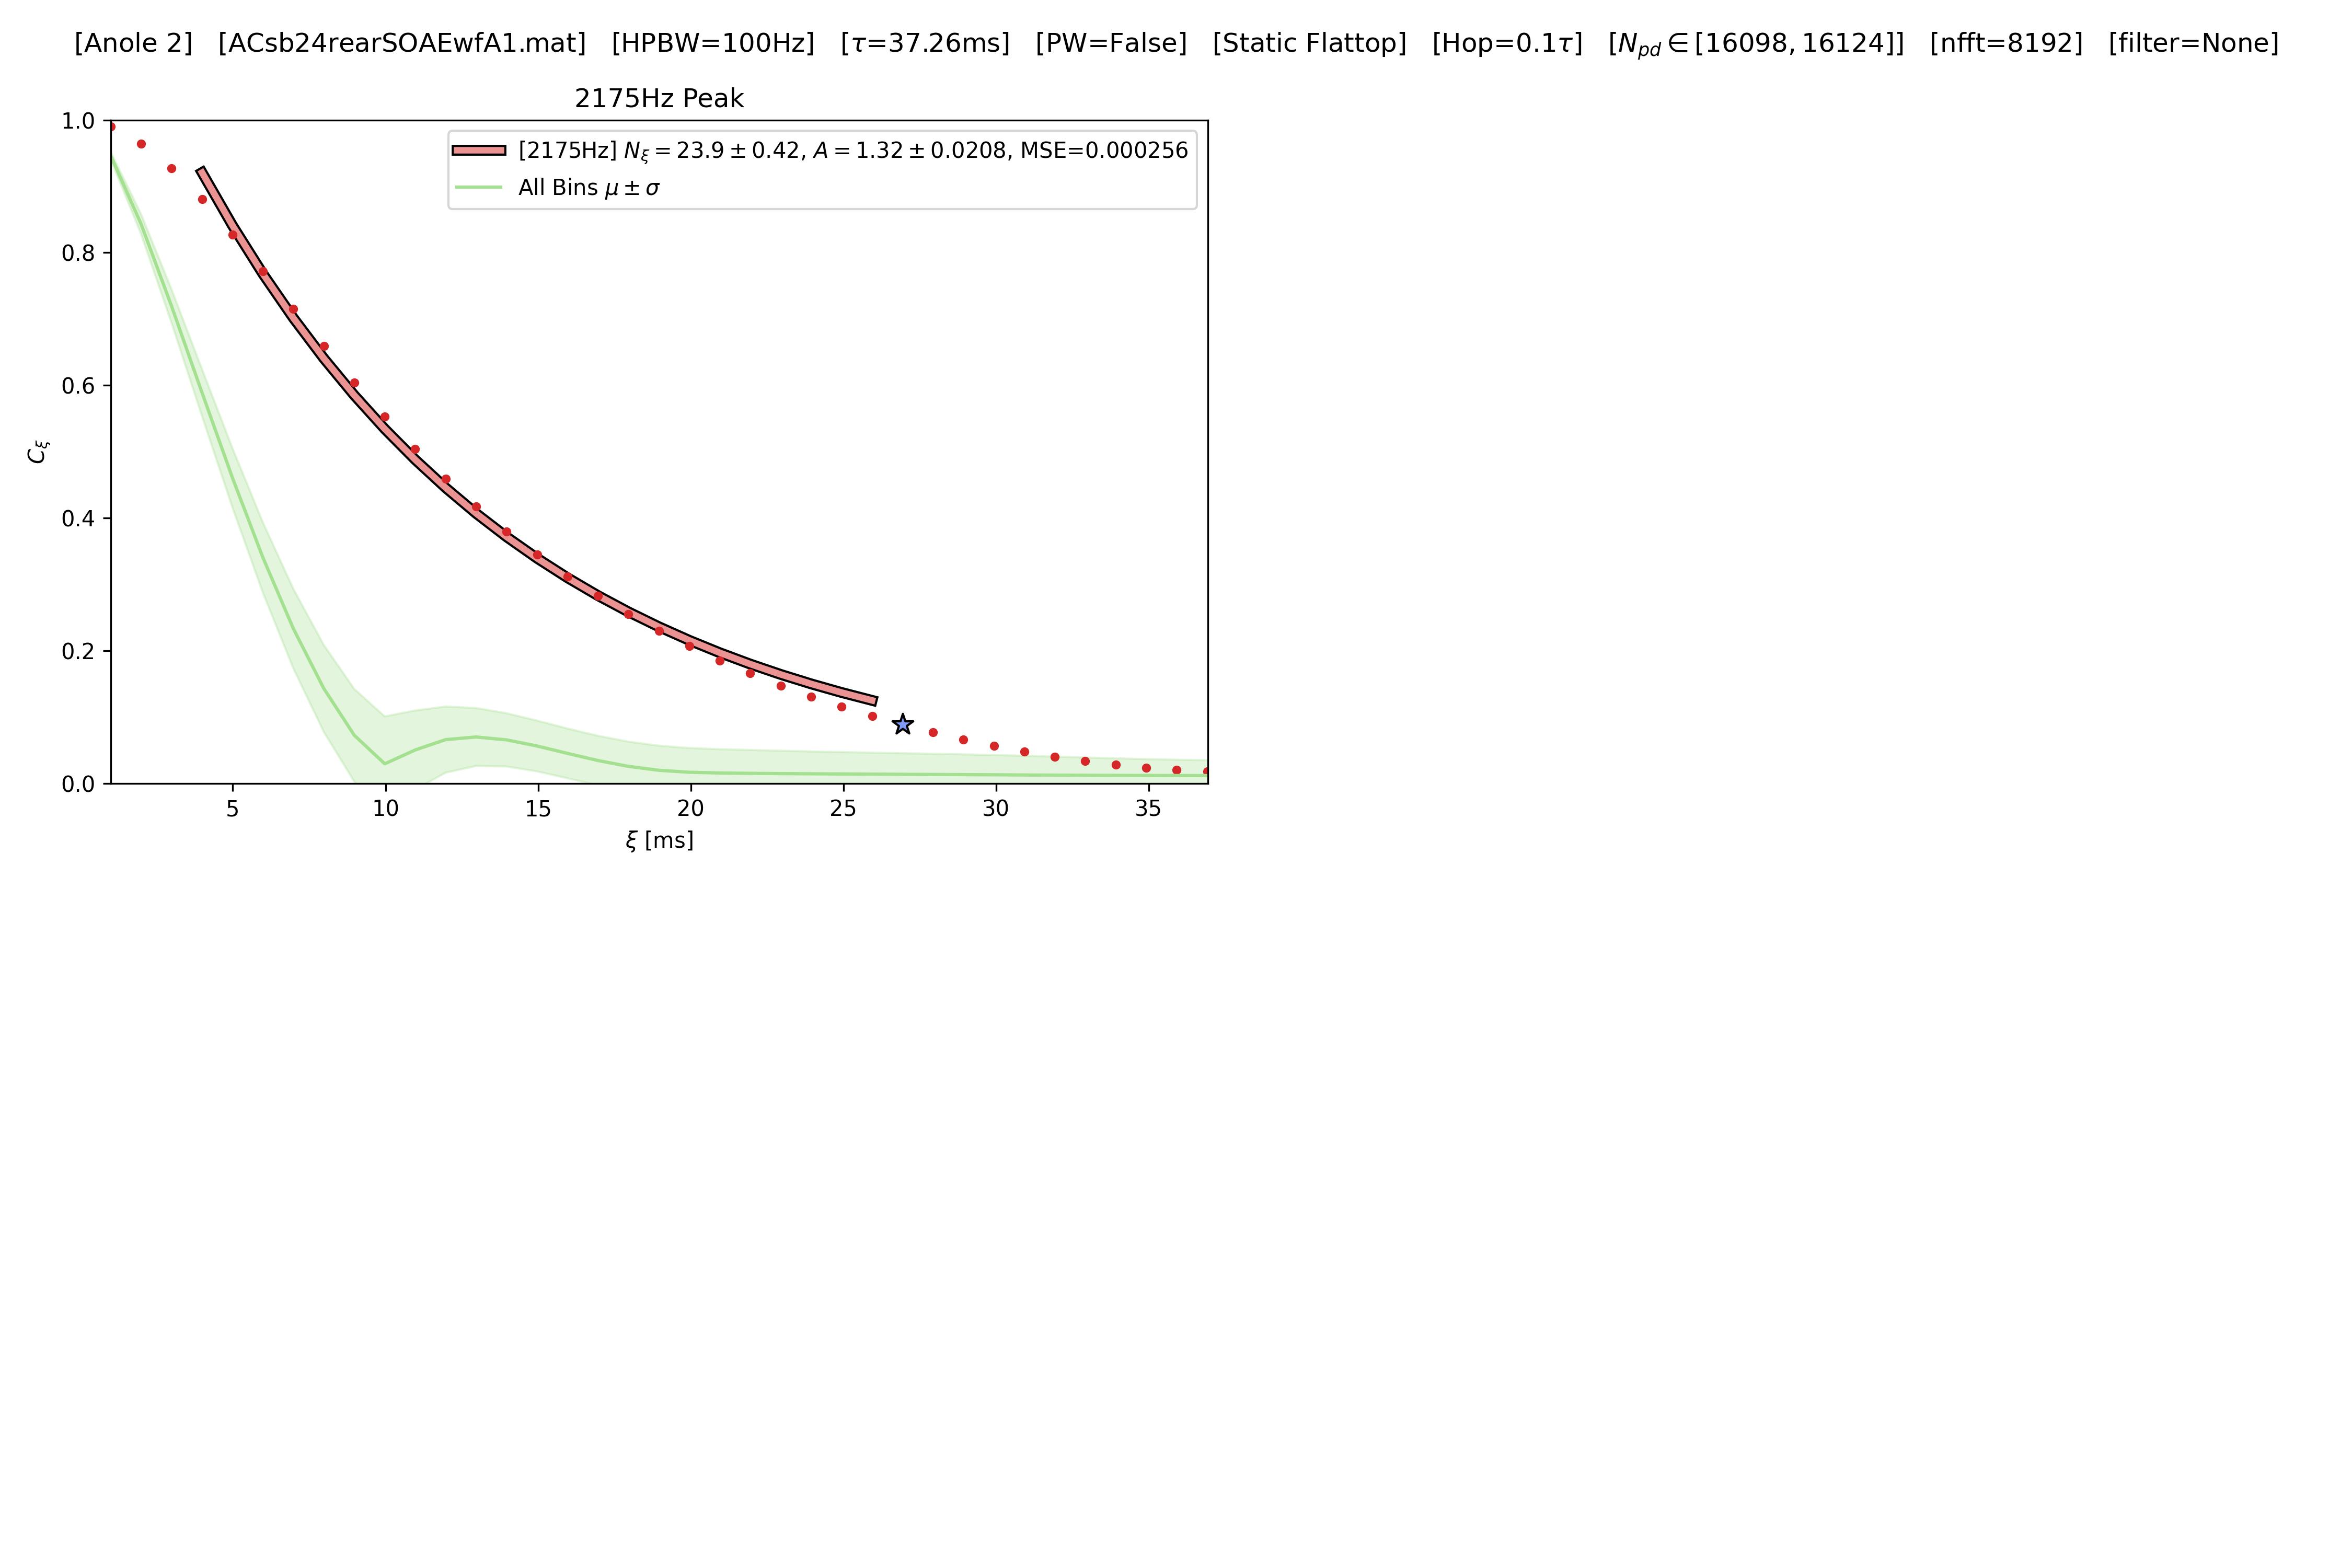 [Anole 2] [ACsb24rearSOAEwfA1.mat] [HPBW=100Hz] [τ=37.26ms] [PW=False] [Static Flattop] [Hop=0.1τ] [N_pd ∈ [16098, 16124]] [nfft=8192] [filter=None]
2175Hz Peak
[2175Hz] N_ξ = 23.9 ± 0.42, A = 1.32 ± 0.0208, MSE=0.000256
All Bins μ ± σ
1.0
0.8
0.6
0.4
0.2
0.0
C_ξ
5 10 15 20 25 30 35
ξ [ms]